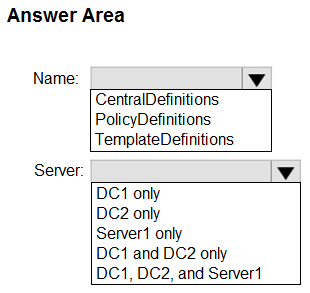 Answer Area
Name:
CentralDefinitions
PolicyDefinitions
TemplateDefinitions
Server:
DC1 only
DC2 only
Server1 only
DC1 and DC2 only
DC1, DC2, and Server1